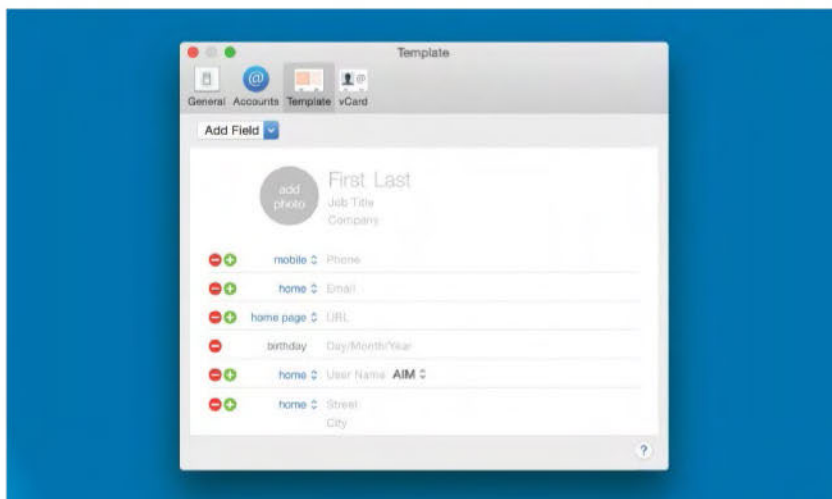 Template
General Accounts Template vCard
Add Field
add
photo
First Last
Job Title
Company
mobile Phone
home Email
home page URL
birthday Day/Month/Year
home User Name AIM
home Street
City
?